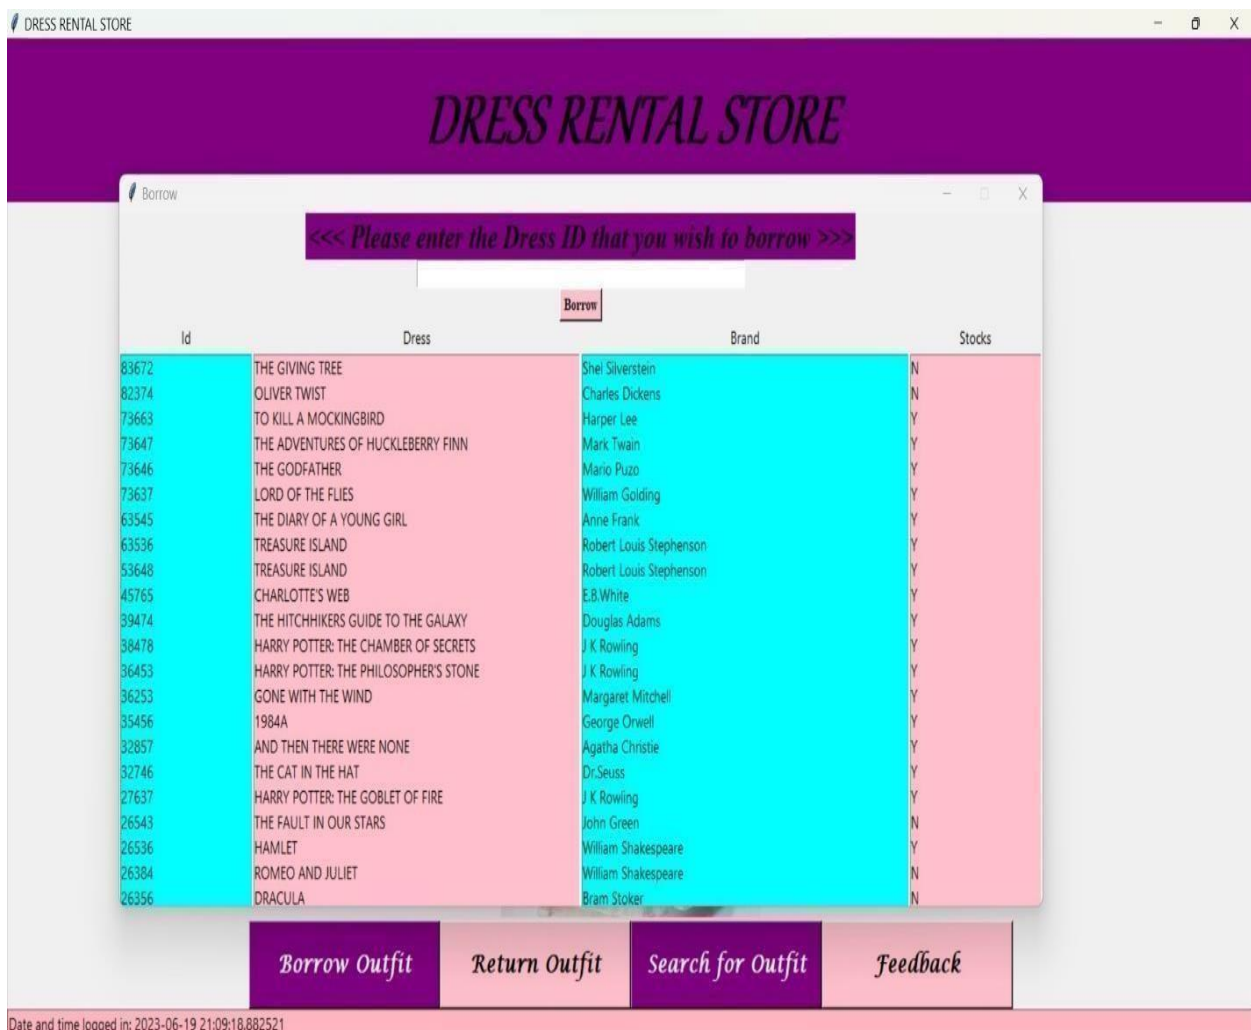 DRESS RENTAL STORE
DRESS RENTAL STORE
Borrow
<<< Please enter the Dress ID that you wish to borrow >>>
Borrow
Id Dress Brand Stocks
83672 THE GIVING TREE Shel Silverstein N
82374 OLIVER TWIST Charles Dickens N
73663 TO KILL A MOCKINGBIRD Harper Lee Y
73647 THE ADVENTURES OF HUCKLEBERRY FINN Mark Twain Y
73646 THE GODFATHER Mario Puzo Y
73637 LORD OF THE FLIES William Golding Y
63545 THE DIARY OF A YOUNG GIRL Anne Frank Y
63536 TREASURE ISLAND Robert Louis Stephenson Y
53648 TREASURE ISLAND Robert Louis Stephenson Y
45765 CHARLOTTE'S WEB E.B.White Y
39474 THE HITCHHIKERS GUIDE TO THE GALAXY Douglas Adams Y
38478 HARRY POTTER: THE CHAMBER OF SECRETS J K Rowling Y
36453 HARRY POTTER: THE PHILOSOPHER'S STONE J K Rowling Y
36253 GONE WITH THE WIND Margaret Mitchell Y
35456 1984A George Orwell Y
32857 AND THEN THERE WERE NONE Agatha Christie Y
32746 THE CAT IN THE HAT Dr.Seuss Y
27637 HARRY POTTER: THE GOBLET OF FIRE J K Rowling Y
26543 THE FAULT IN OUR STARS John Green N
26536 HAMLET William Shakespeare Y
26384 ROMEO AND JULIET William Shakespeare N
26356 DRACULA Bram Stoker N
Borrow Outfit Return Outfit Search for Outfit Feedback
Date and time logged in: 2023-06-19 21:09:18.882521